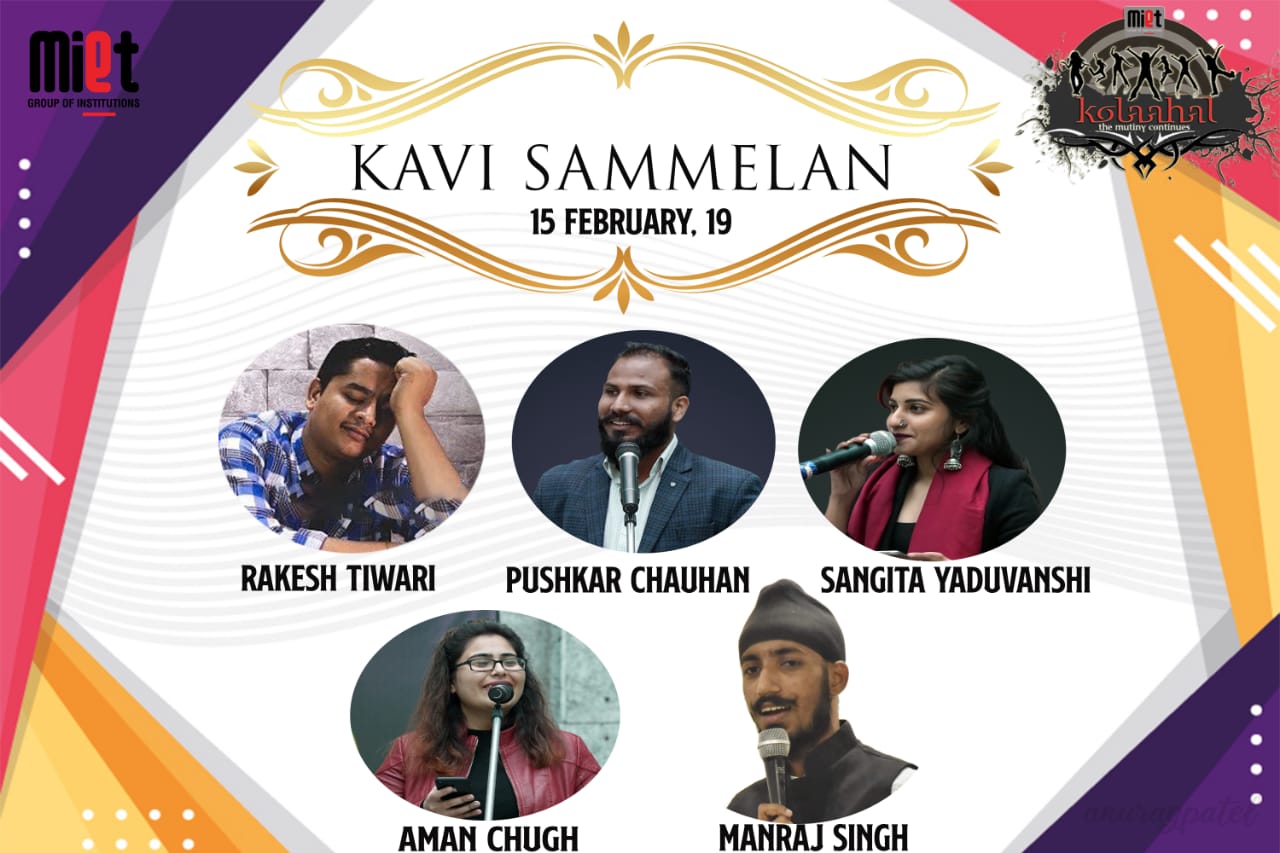 miet
GROUP OF INSTITUTIONS
miet
kolaahal
the mutiny continues
KAVI SAMMELAN
15 FEBRUARY, 19
RAKESH TIWARI
PUSHKAR CHAUHAN
SANGITA YADUVANSHI
AMAN CHUGH
MANRAJ SINGH
anuragpatel